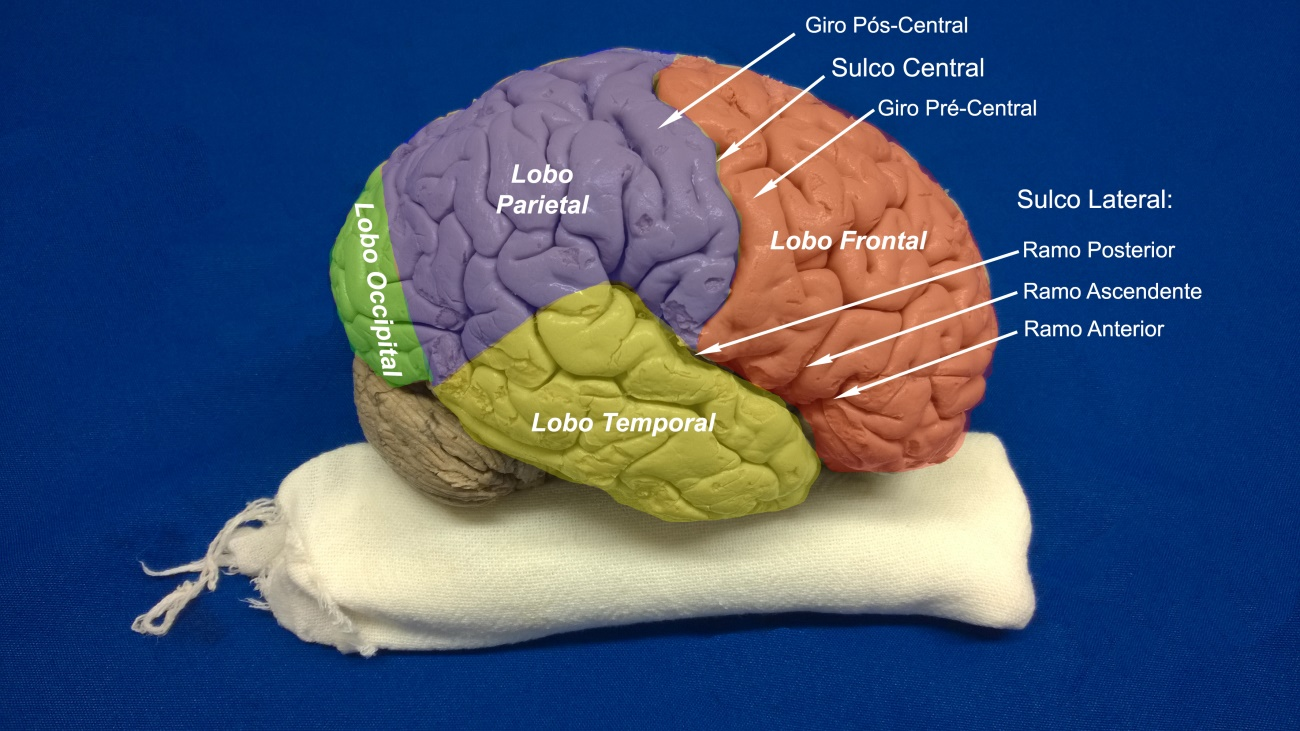 Giro Pós-Central
Sulco Central
Giro Pré-Central
Lobo
Parietal
Sulco Lateral:
Lobo Occipital
Lobo Frontal
Ramo Posterior
Ramo Ascendente
Ramo Anterior
Lobo Temporal